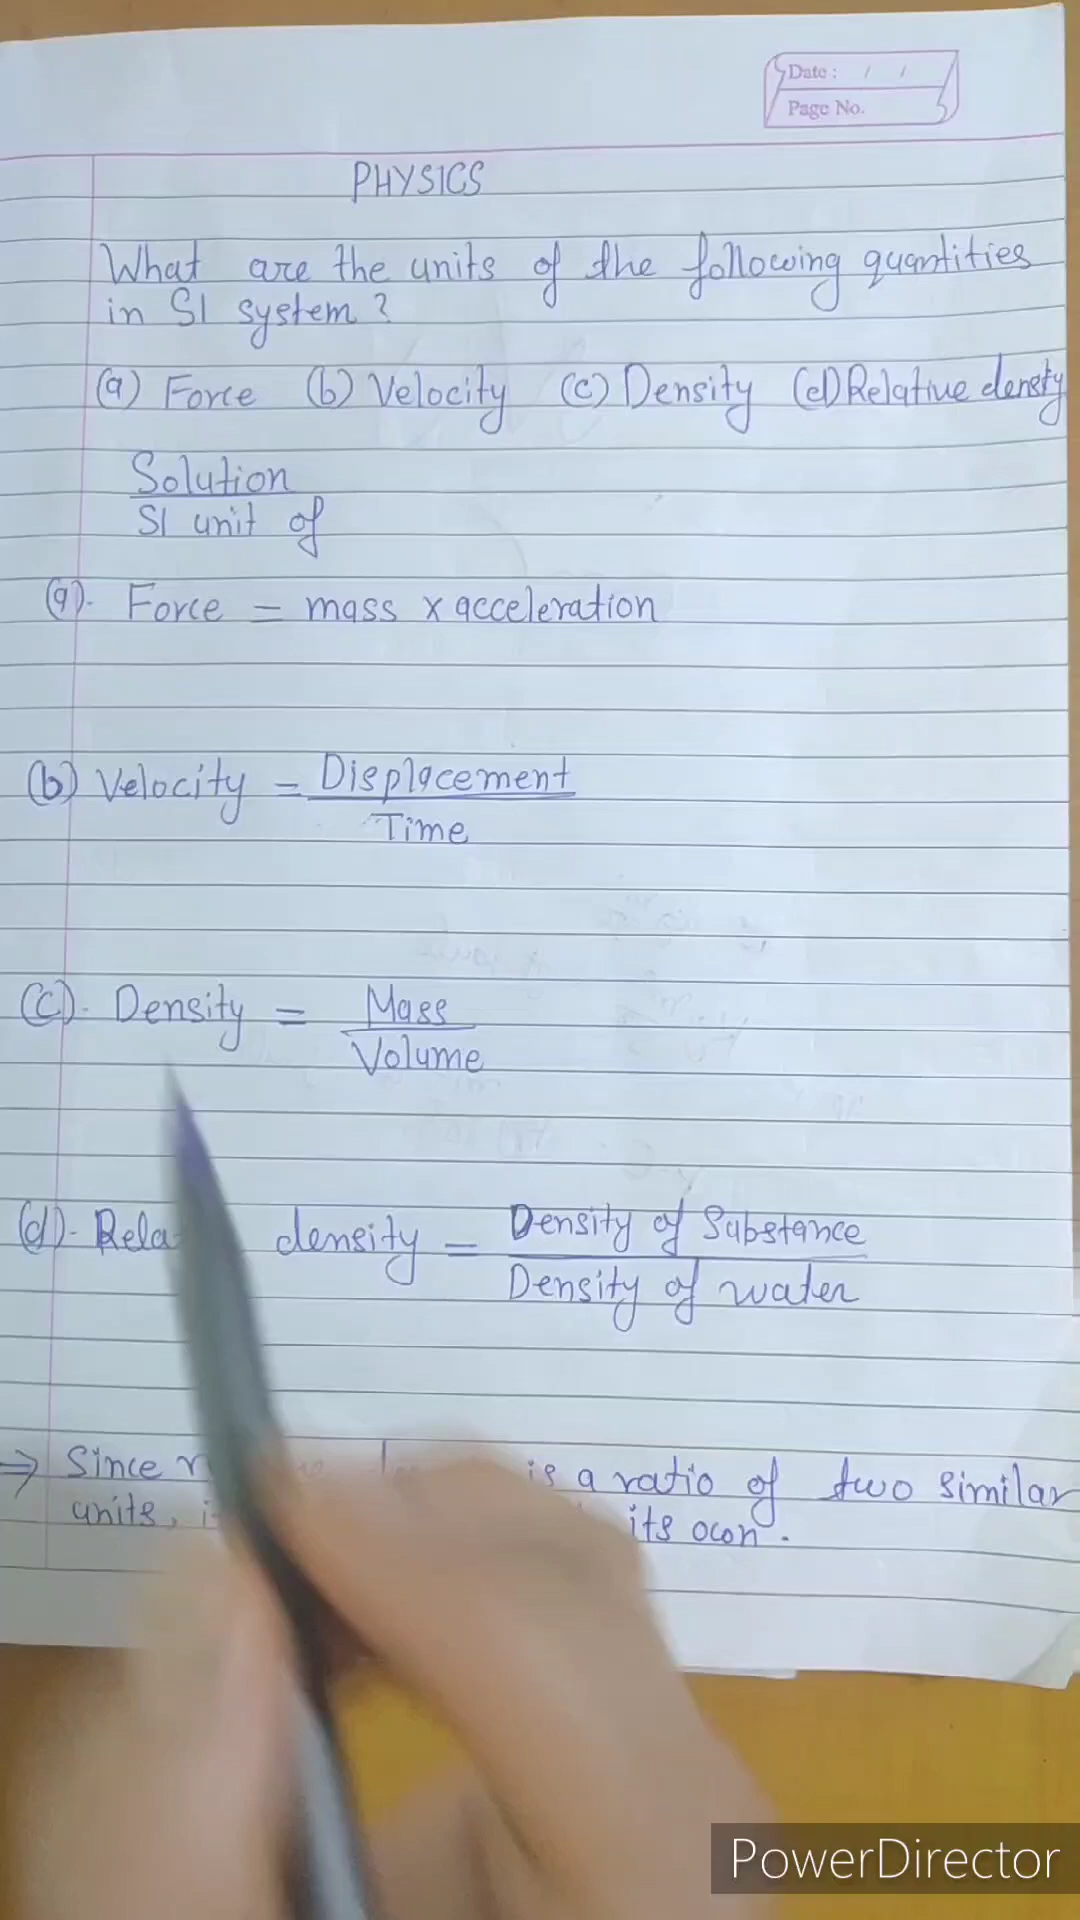 Date : / /
Page No.
PHYSICS
What are the units of the following quantities
in SI system ?
(a) Force (b) Velocity (c) Density (d) Relative density
Solution
SI unit of
(a). Force = mass x acceleration
(b) Velocity = Displacement
Time
(c). Density = Mass
Volume
(d). density = Density of Substance
Density of water
⇒ Since is a ratio of two similar
units, its own.
PowerDirector